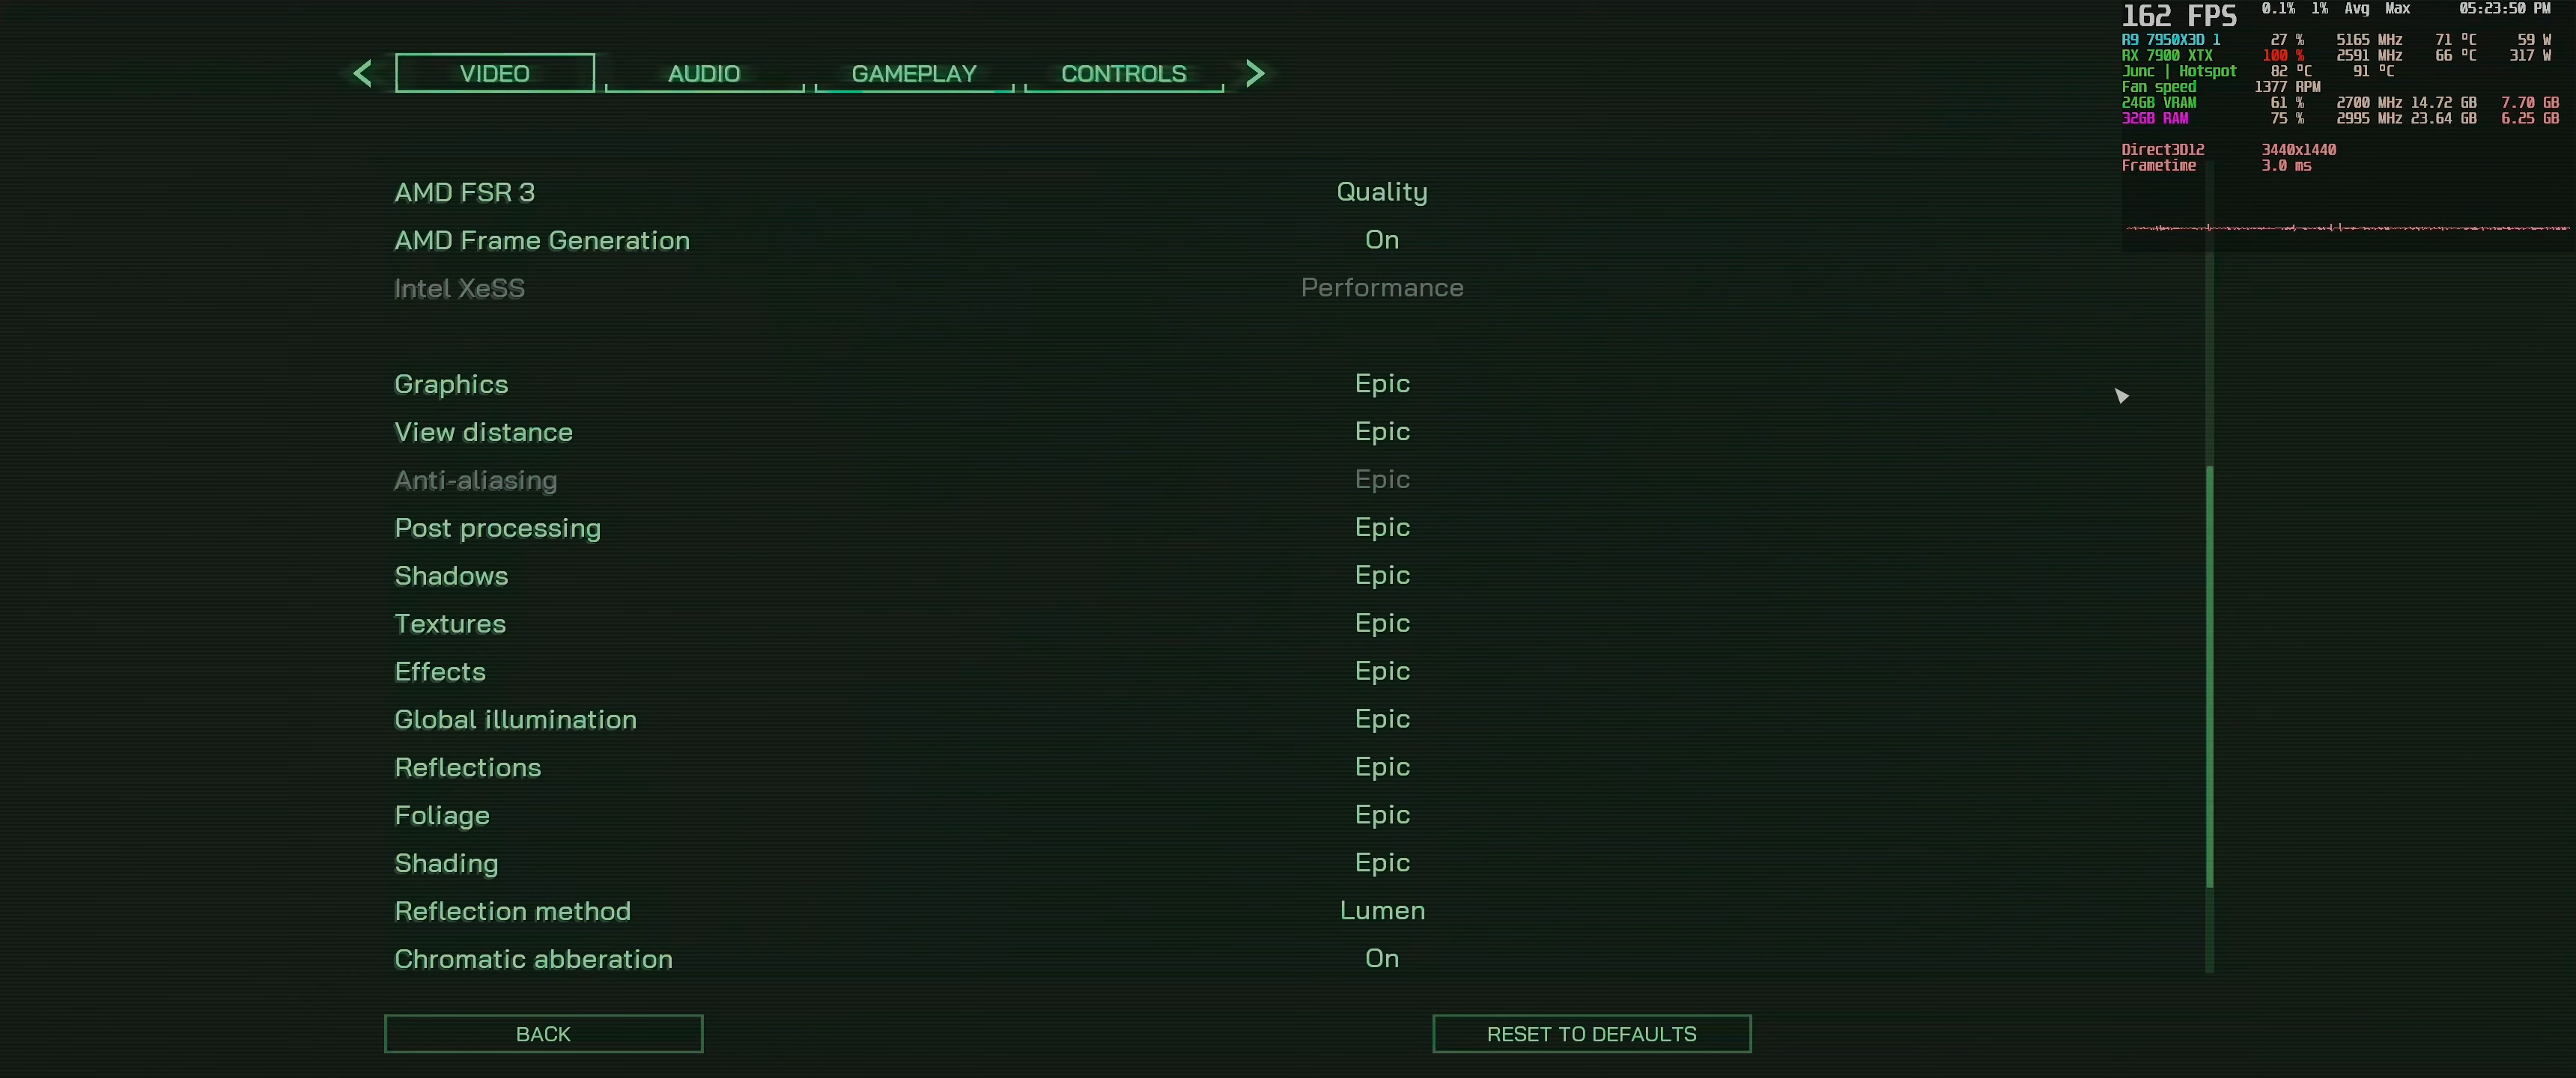 VIDEO AUDIO GAMEPLAY CONTROLS
162 FPS 0.1% 1% Avg Max 05:23:50 PM
R9 7950X3D 1 27 % 5165 MHz 71 ºC 59 W
RX 7900 XTX 100 % 2591 MHz 66 ºC 317 W
Junc | Hotspot 82 ºC 91 ºC
Fan speed 1377 RPM
24GB VRAM 61 % 2700 MHz 14.72 GB 7.70 GB
32GB RAM 75 % 2995 MHz 23.64 GB 6.25 GB
Direct3D12 3440x1440
Frametime 3.0 ms
AMD FSR 3 Quality
AMD Frame Generation On
Intel XeSS Performance
Graphics Epic
View distance Epic
Anti-aliasing Epic
Post processing Epic
Shadows Epic
Textures Epic
Effects Epic
Global illumination Epic
Reflections Epic
Foliage Epic
Shading Epic
Reflection method Lumen
Chromatic abberation On
BACK RESET TO DEFAULTS